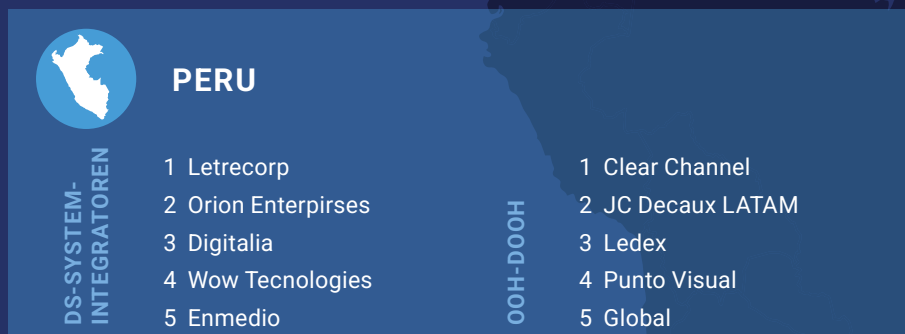 PERU
DS-SYSTEM-
INTEGRATOREN
1 Letrecorp
2 Orion Enterpirses
3 Digitalia
4 Wow Tecnologies
5 Enmedio
OOH-DOOH
1 Clear Channel
2 JC Decaux LATAM
3 Ledex
4 Punto Visual
5 Global